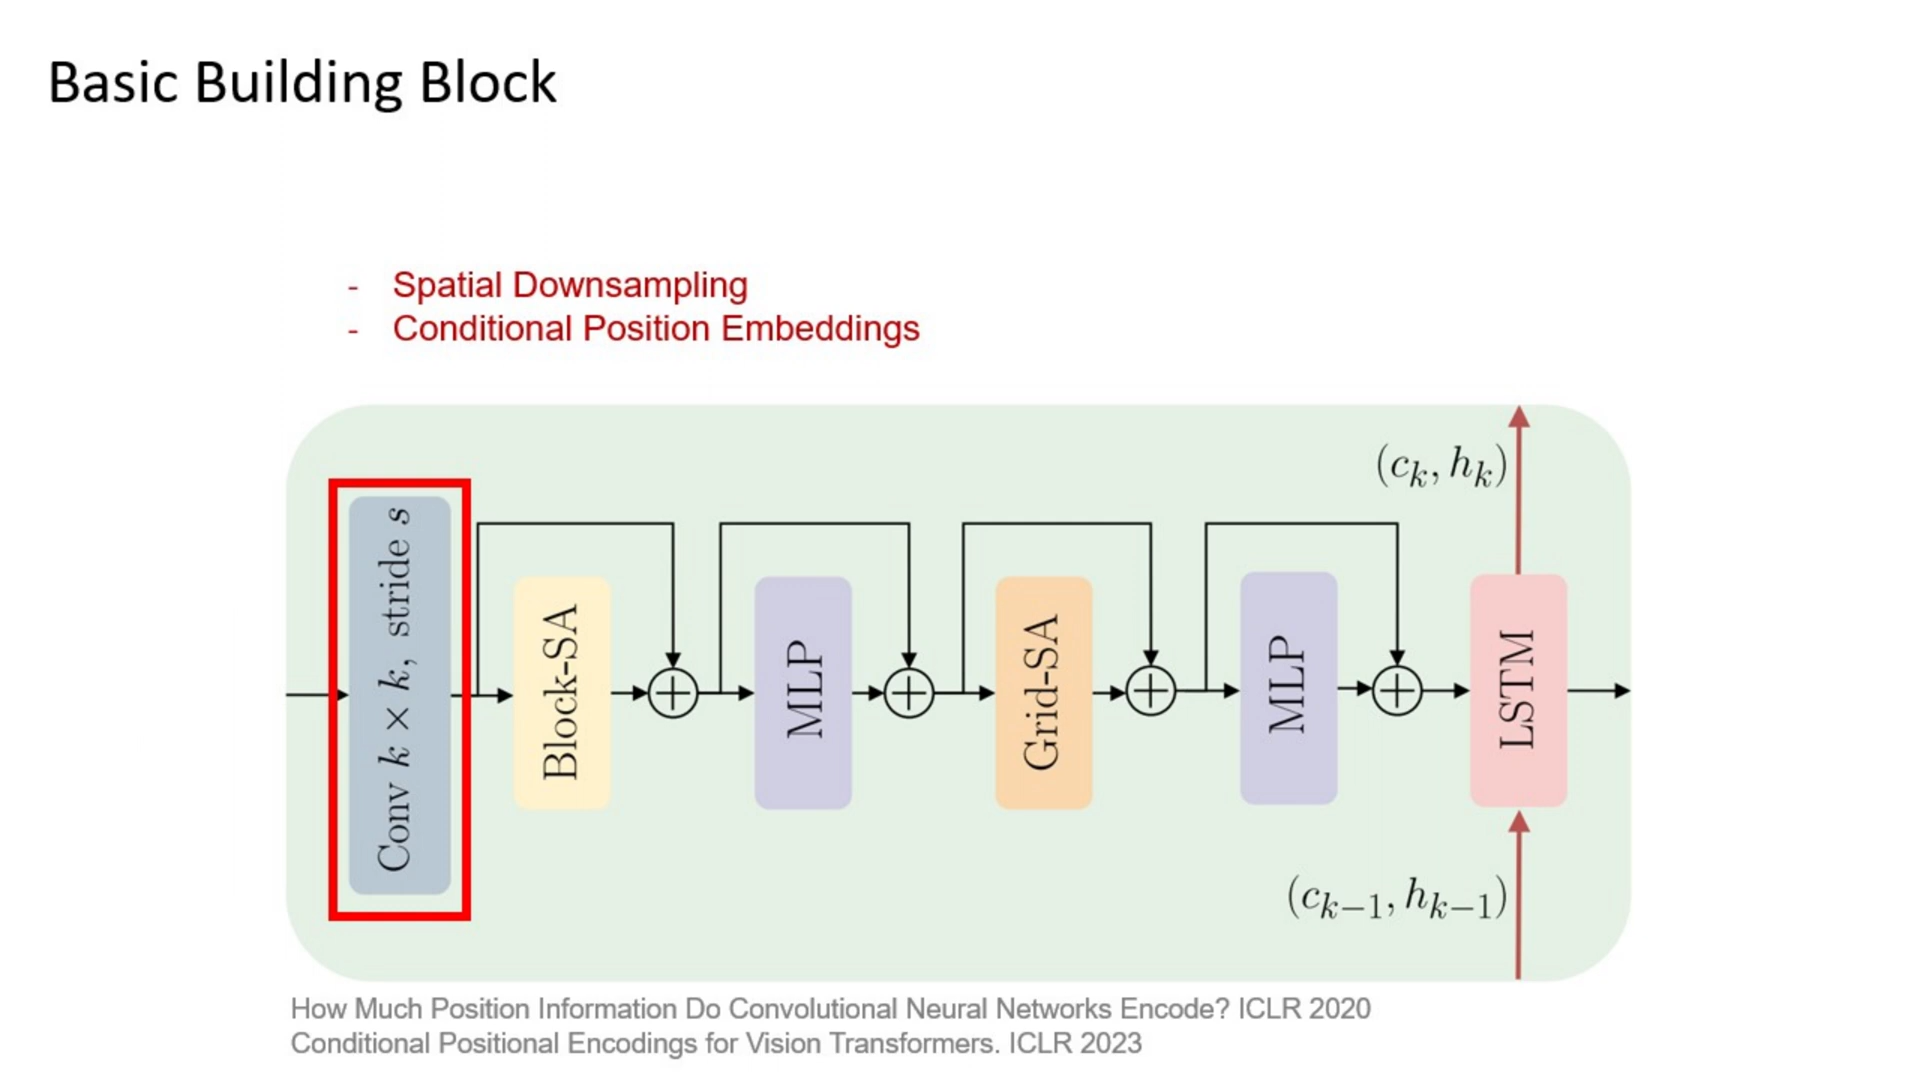 Basic Building Block
- Spatial Downsampling
- Conditional Position Embeddings
(c_k, h_k)
Conv k × k, stride s
Block-SA
MLP
Grid-SA
MLP
LSTM
(c_{k−1}, h_{k−1})
How Much Position Information Do Convolutional Neural Networks Encode? ICLR 2020
Conditional Positional Encodings for Vision Transformers. ICLR 2023